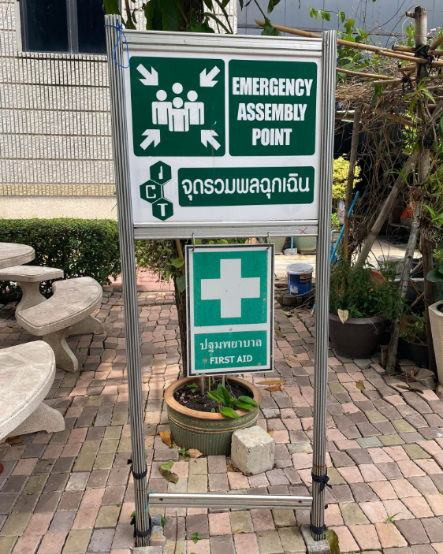 EMERGENCY
ASSEMBLY
POINT
J
C
T
จุดรวมพลฉุกเฉิน
ปฐมพยาบาล
FIRST AID